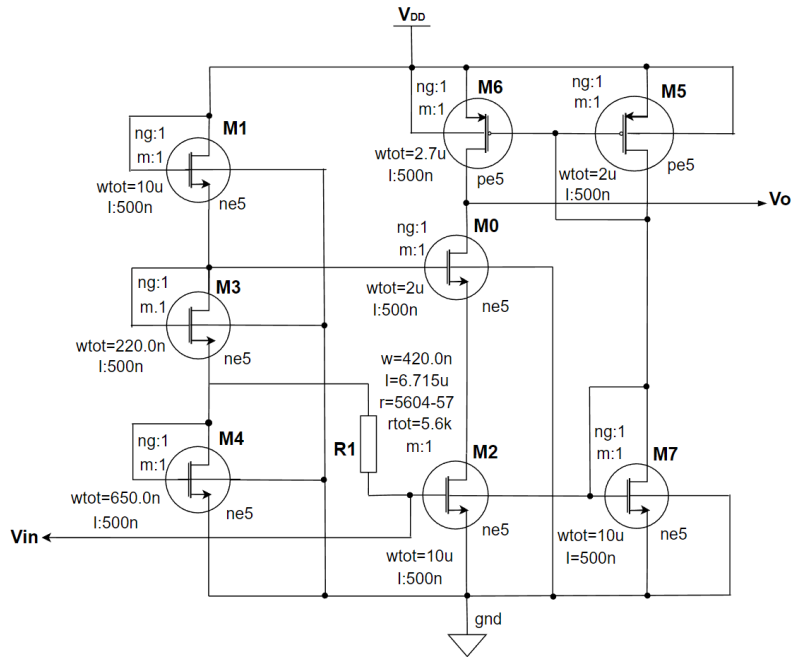 VDD
ng:1
m:1
M6
wtot=2.7u
l:500n
pe5
ng:1
m:1
M5
wtot=2u
l:500n
pe5
ng:1
m:1
M1
wtot=10u
l:500n
ne5
Vo
ng:1
m:1
M0
wtot=2u
l:500n
ne5
ng:1
m.1
M3
wtot=220.0n
l:500n
ne5
w=420.0n
l=6.715u
r=5604-57
rtot=5.6k
m:1
R1
ng:1
m:1
M4
wtot=650.0n
l:500n
ne5
M2
wtot=10u
l:500n
ne5
ng:1
m:1
M7
wtot=10u
l=500n
ne5
Vin
gnd